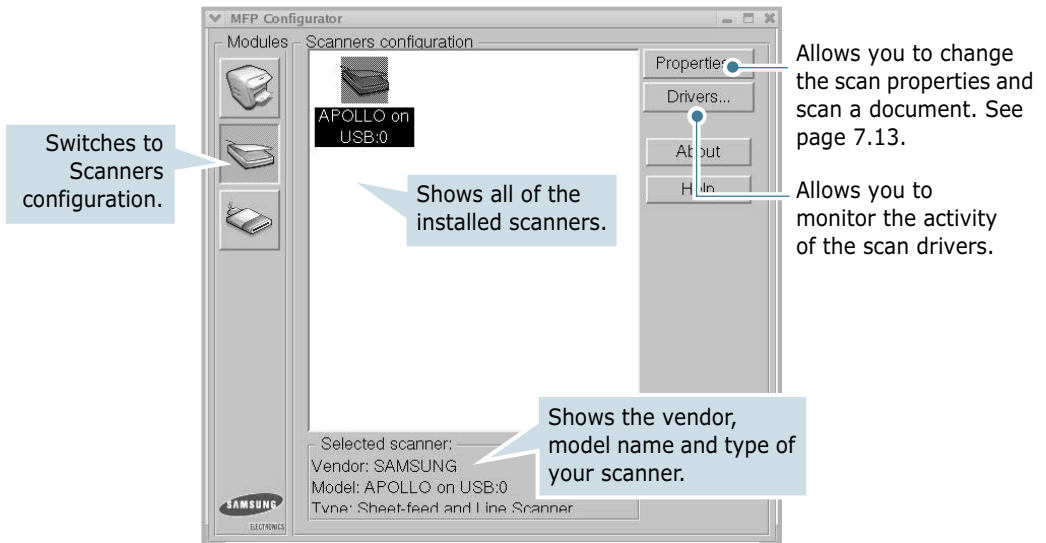 MFP Configurator
Modules
Scanners configuration
APOLLO on
USB:0
Properties
Drivers...
About
Help
Switches to
Scanners
configuration.
Shows all of the
installed scanners.
Allows you to change
the scan properties and
scan a document. See
page 7.13.
Allows you to
monitor the activity
of the scan drivers.
Shows the vendor,
model name and type of
your scanner.
Selected scanner:
Vendor: SAMSUNG
Model: APOLLO on USB:0
Type: Sheet-feed and Line Scanner
SAMSUNG
ELECTRONICS